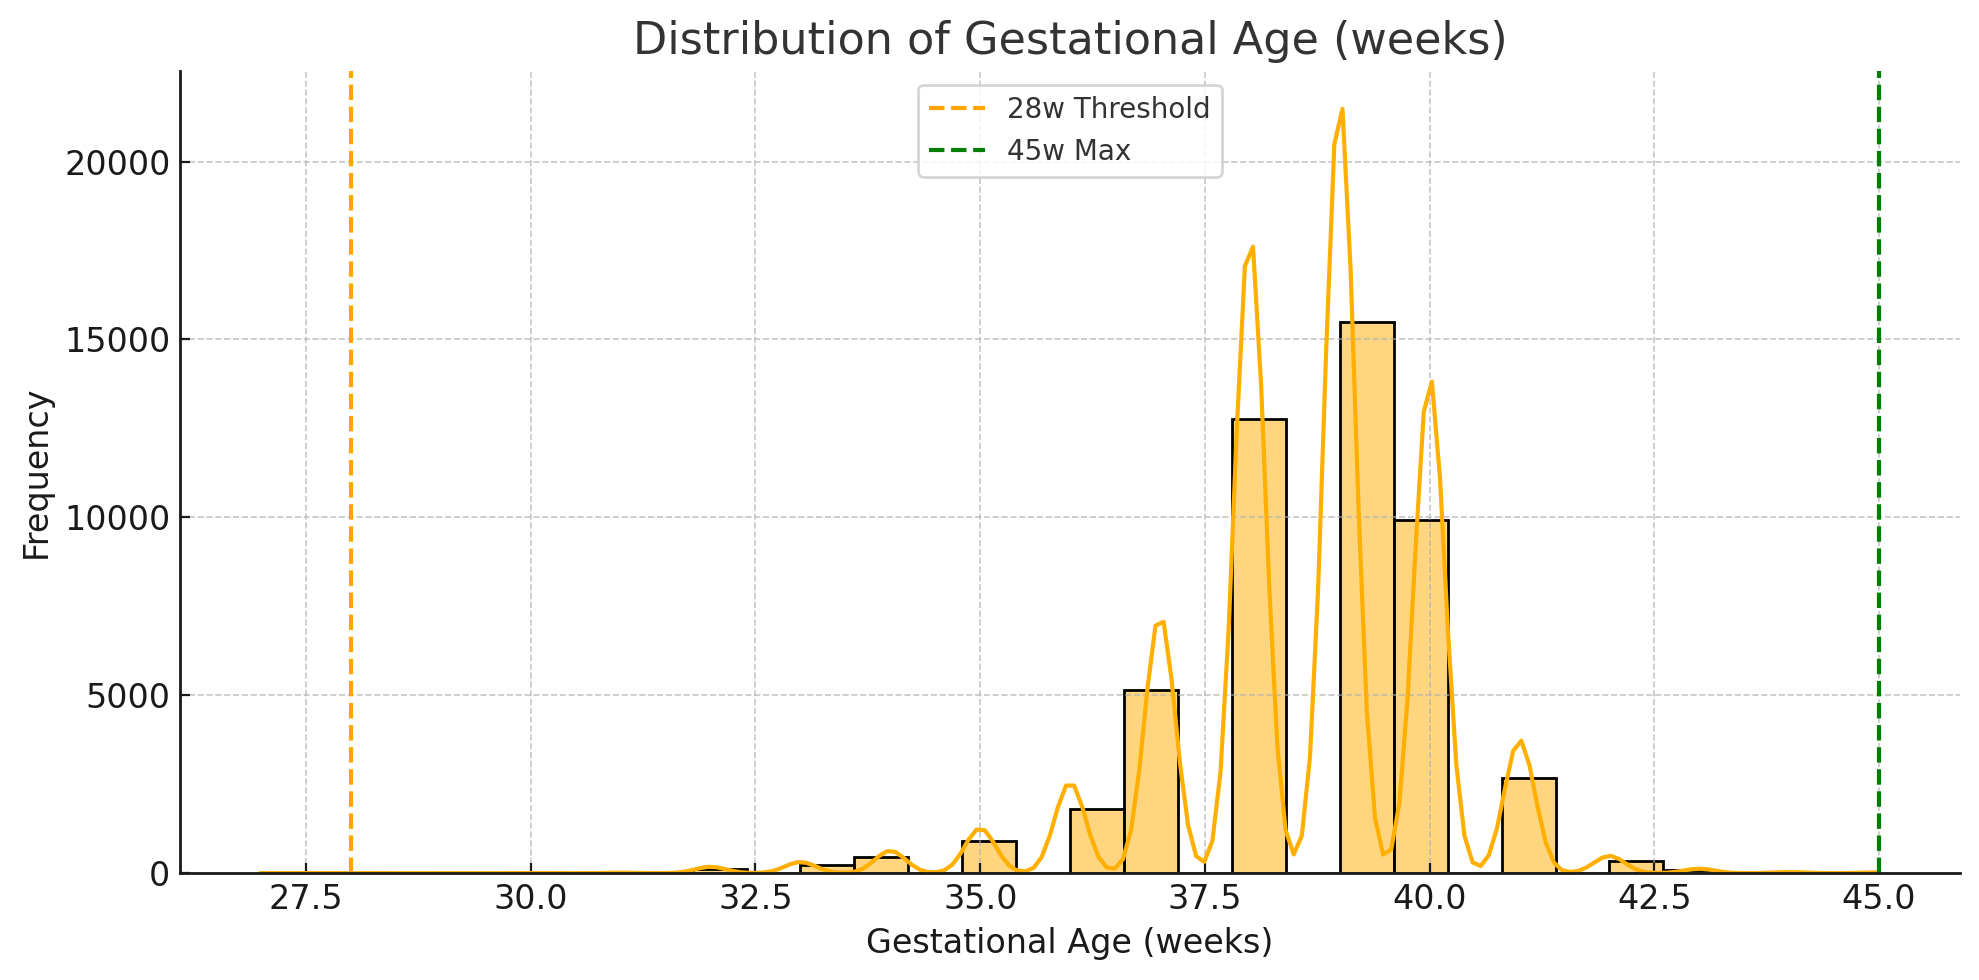 Distribution of Gestational Age (weeks)
28w Threshold
45w Max
20000
15000
10000
5000
0
Frequency
27.5 30.0 32.5 35.0 37.5 40.0 42.5 45.0
Gestational Age (weeks)